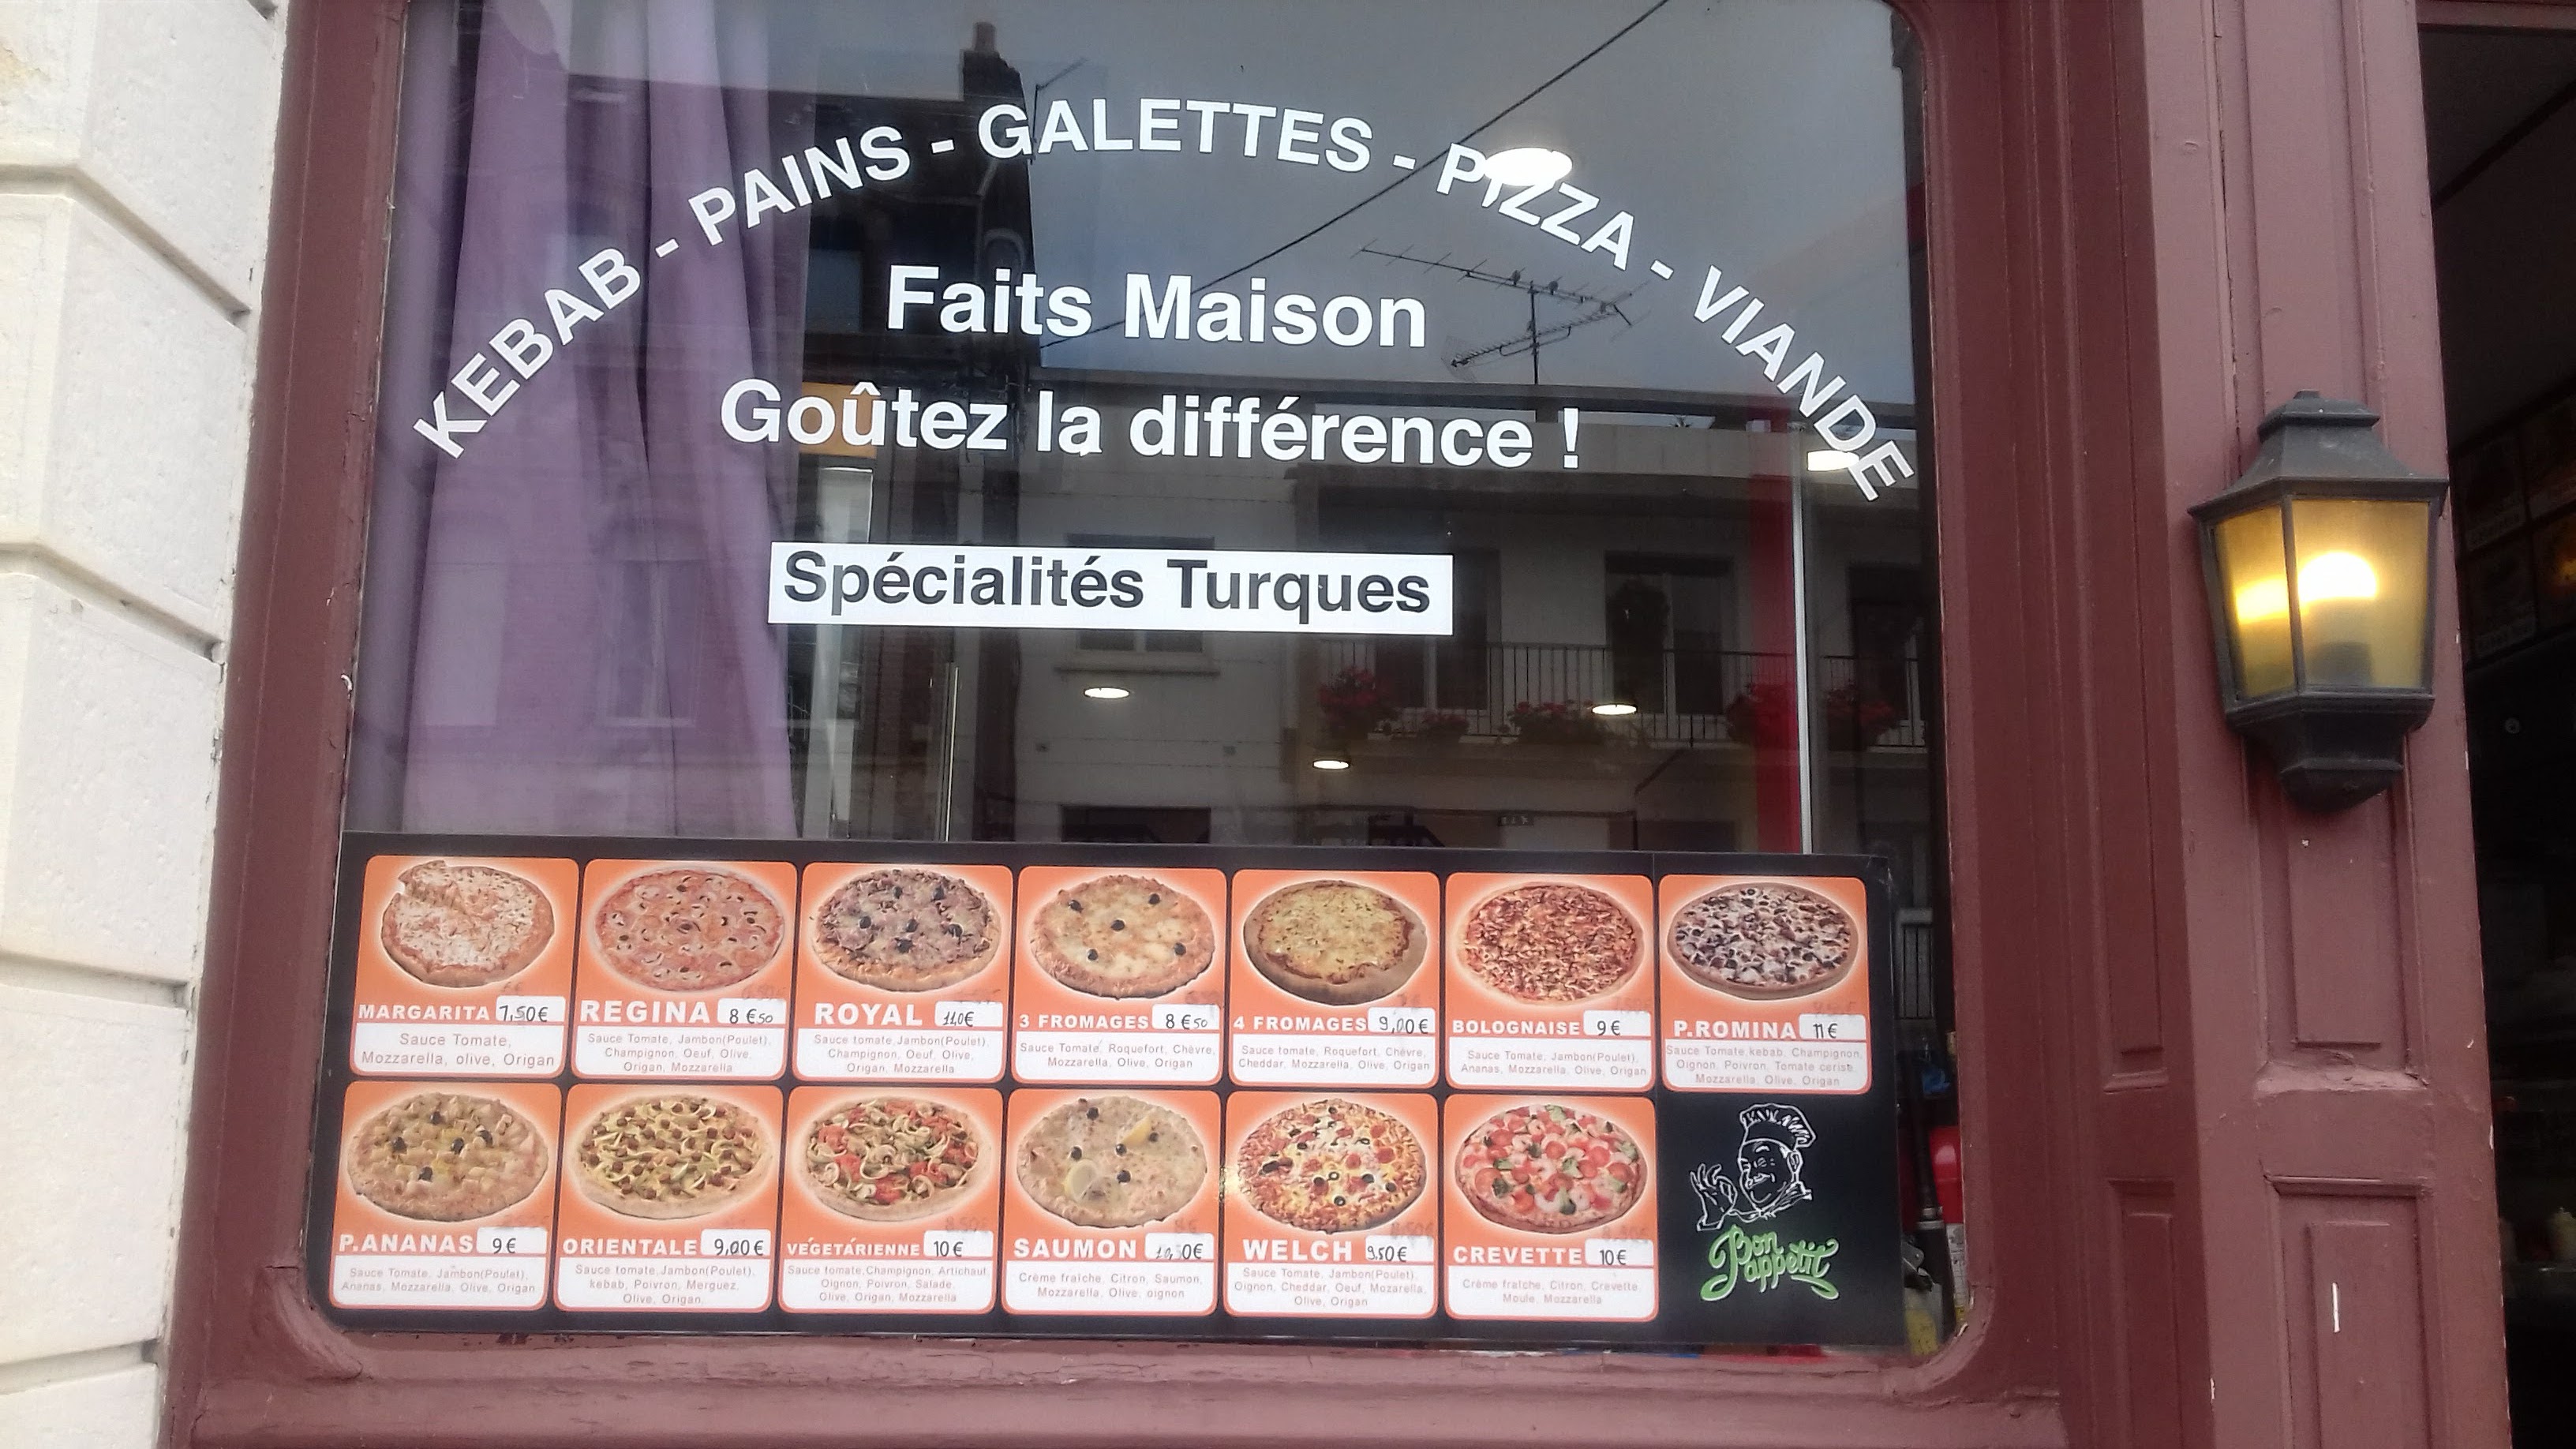 KEBAB - PAINS - GALETTES - PIZZA - VIANDE
Faits Maison
Goûtez la différence !
Spécialités Turques
MARGARITA 7,50€
Sauce Tomate,
Mozzarella, olive, Origan
REGINA 8 €50
Sauce Tomate, Jambon(Poulet),
Champignon, Oeuf, Olive,
Origan, Mozzarella
ROYAL
Sauce tomate, Jambon(Poulet),
Champignon, Oeuf, Olive,
Origan, Mozzarella
3 FROMAGES 8 €50
Sauce Tomate, Roquefort, Chèvre,
Mozzarella, Olive, Origan
4 FROMAGES 9,00€
Sauce tomate, Roquefort, Chèvre,
Cheddar, Mozzarella, Olive, Origan
BOLOGNAISE 9€
Sauce Tomate, Jambon(Poulet),
Ananas, Mozzarella, Olive, Origan
P.ROMINA 11€
Sauce Tomate,kebab, Champignon,
Oignon, Poivron, Tomate cerise,
Mozzarella, Olive, Origan
P.ANANAS 9€
Sauce Tomate, Jambon(Poulet),
Ananas, Mozzarella, Olive, Origan
ORIENTALE 9,00€
Sauce tomate,Jambon(Poulet),
kebab, Poivron, Merguez,
Olive, Origan,
VÉGETÁRIENNE 10€
Sauce tomate,Champignon, Artichaut,
Oignon, Poivron, Salade,
Olive, Origan, Mozzarella
SAUMON
Crème fraîche, Citron, Saumon,
Mozzarella, Olive, oignon
WELCH 9.50€
Sauce Tomate, Jambon(Poulet),
Oignon, Cheddar, Oeuf, Mozarella,
Olive, Origan
CREVETTE 10€
Crème fraîche, Citron, Crevette
Moule, Mozzarella
Bon
appétit